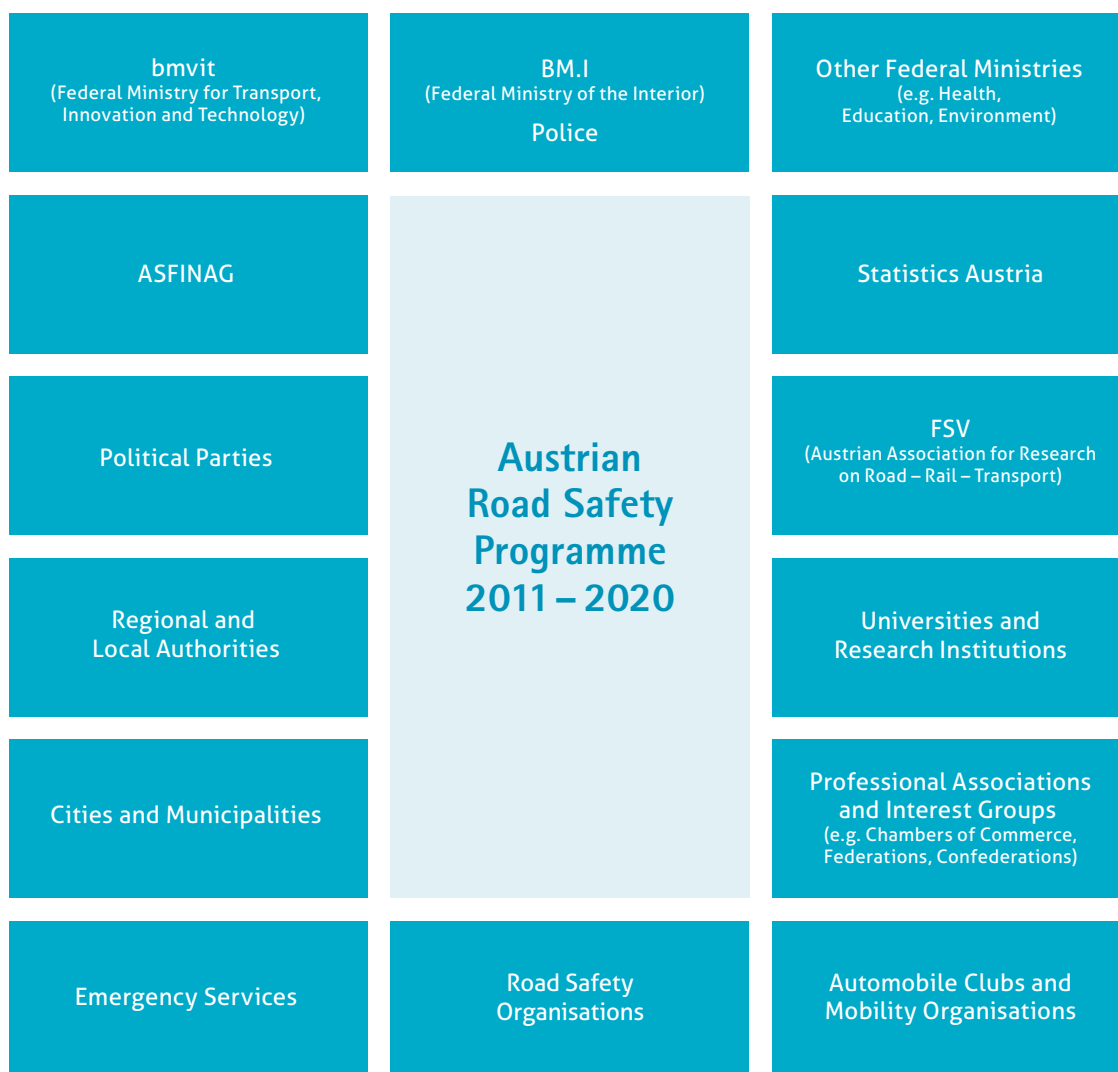 bmvit
(Federal Ministry for Transport,
Innovation and Technology)
BM.I
(Federal Ministry of the Interior)
Police
Other Federal Ministries
(e.g. Health,
Education, Environment)
ASFINAG
Statistics Austria
Political Parties
Austrian
Road Safety
Programme
2011 – 2020
FSV
(Austrian Association for Research
on Road – Rail – Transport)
Regional and
Local Authorities
Universities and
Research Institutions
Cities and Municipalities
Professional Associations
and Interest Groups
(e.g. Chambers of Commerce,
Federations, Confederations)
Emergency Services
Road Safety
Organisations
Automobile Clubs and
Mobility Organisations